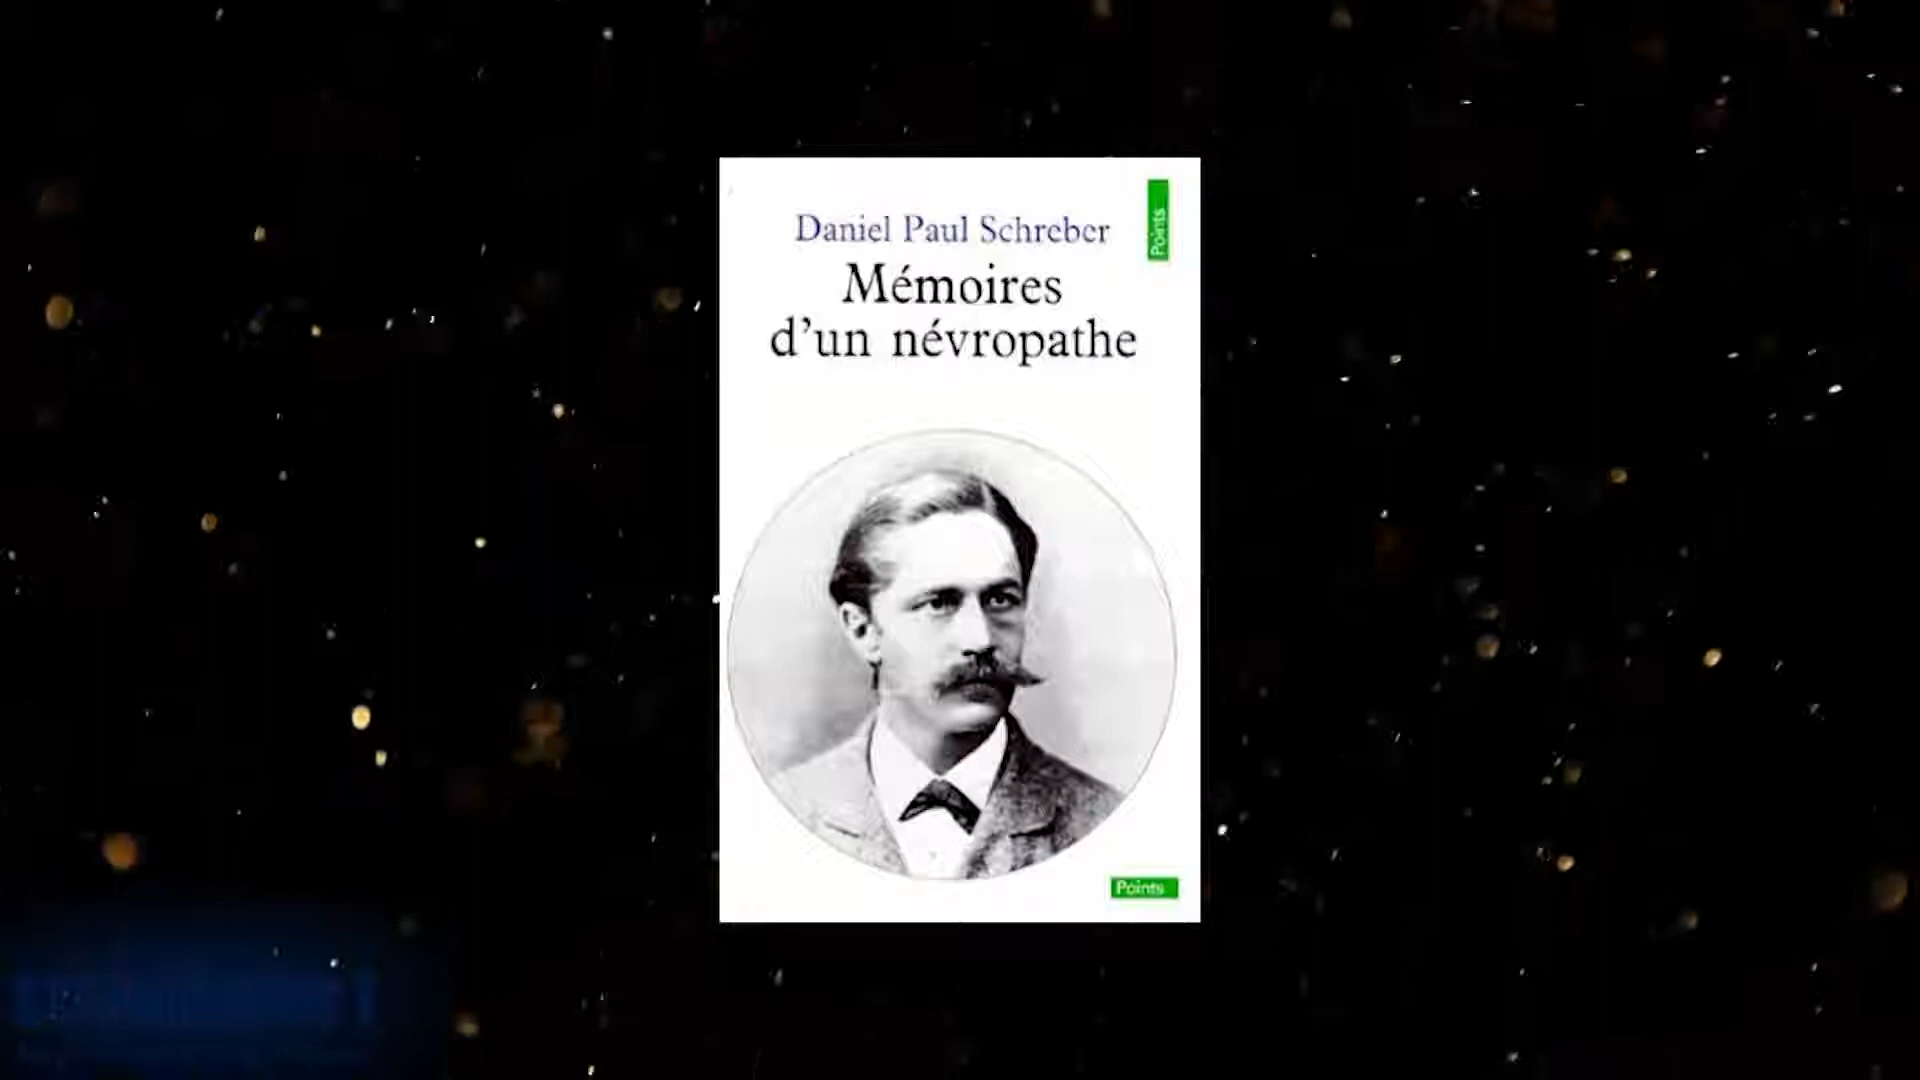 Daniel Paul Schreber
Points
Mémoires
d'un névropathe
Points